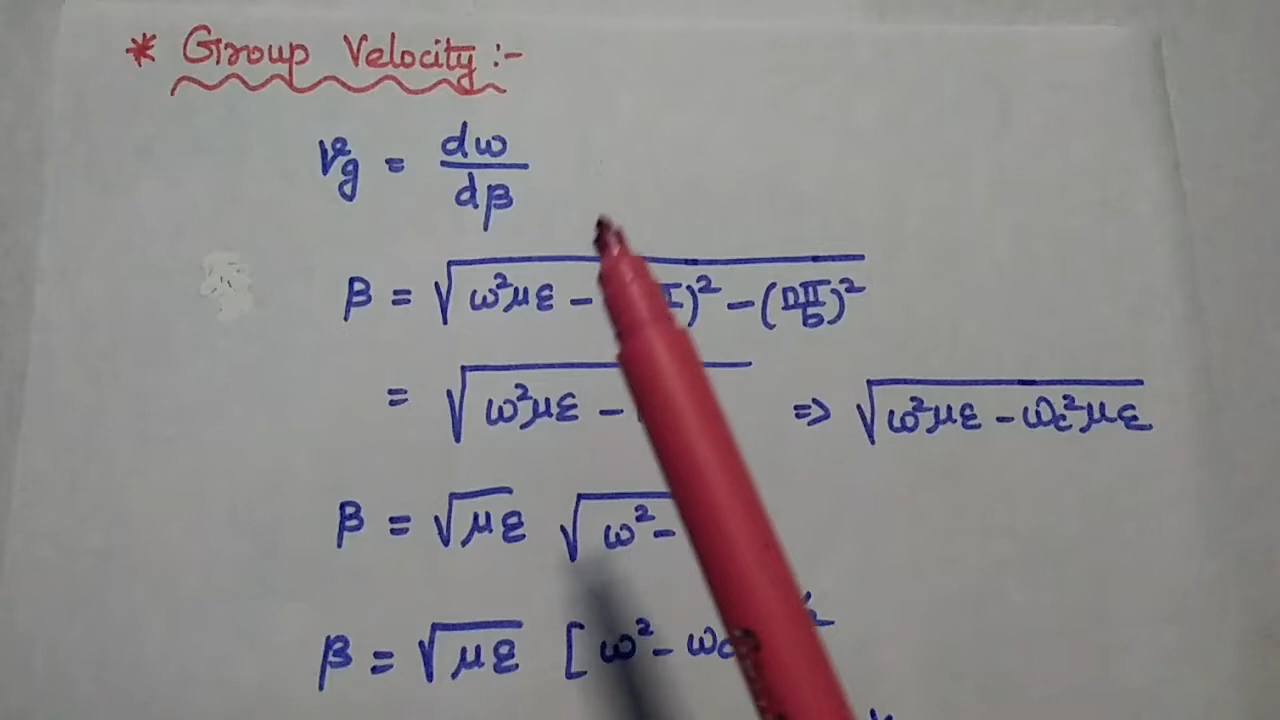 * Group Velocity :-
Vg = dω/dβ
β = √(ω²με − )² − (nπ/b)²
= √(ω²με − ⇒ √(ω²με − ωc²με
β = √με √(ω² −
β = √με [ω² − ωc